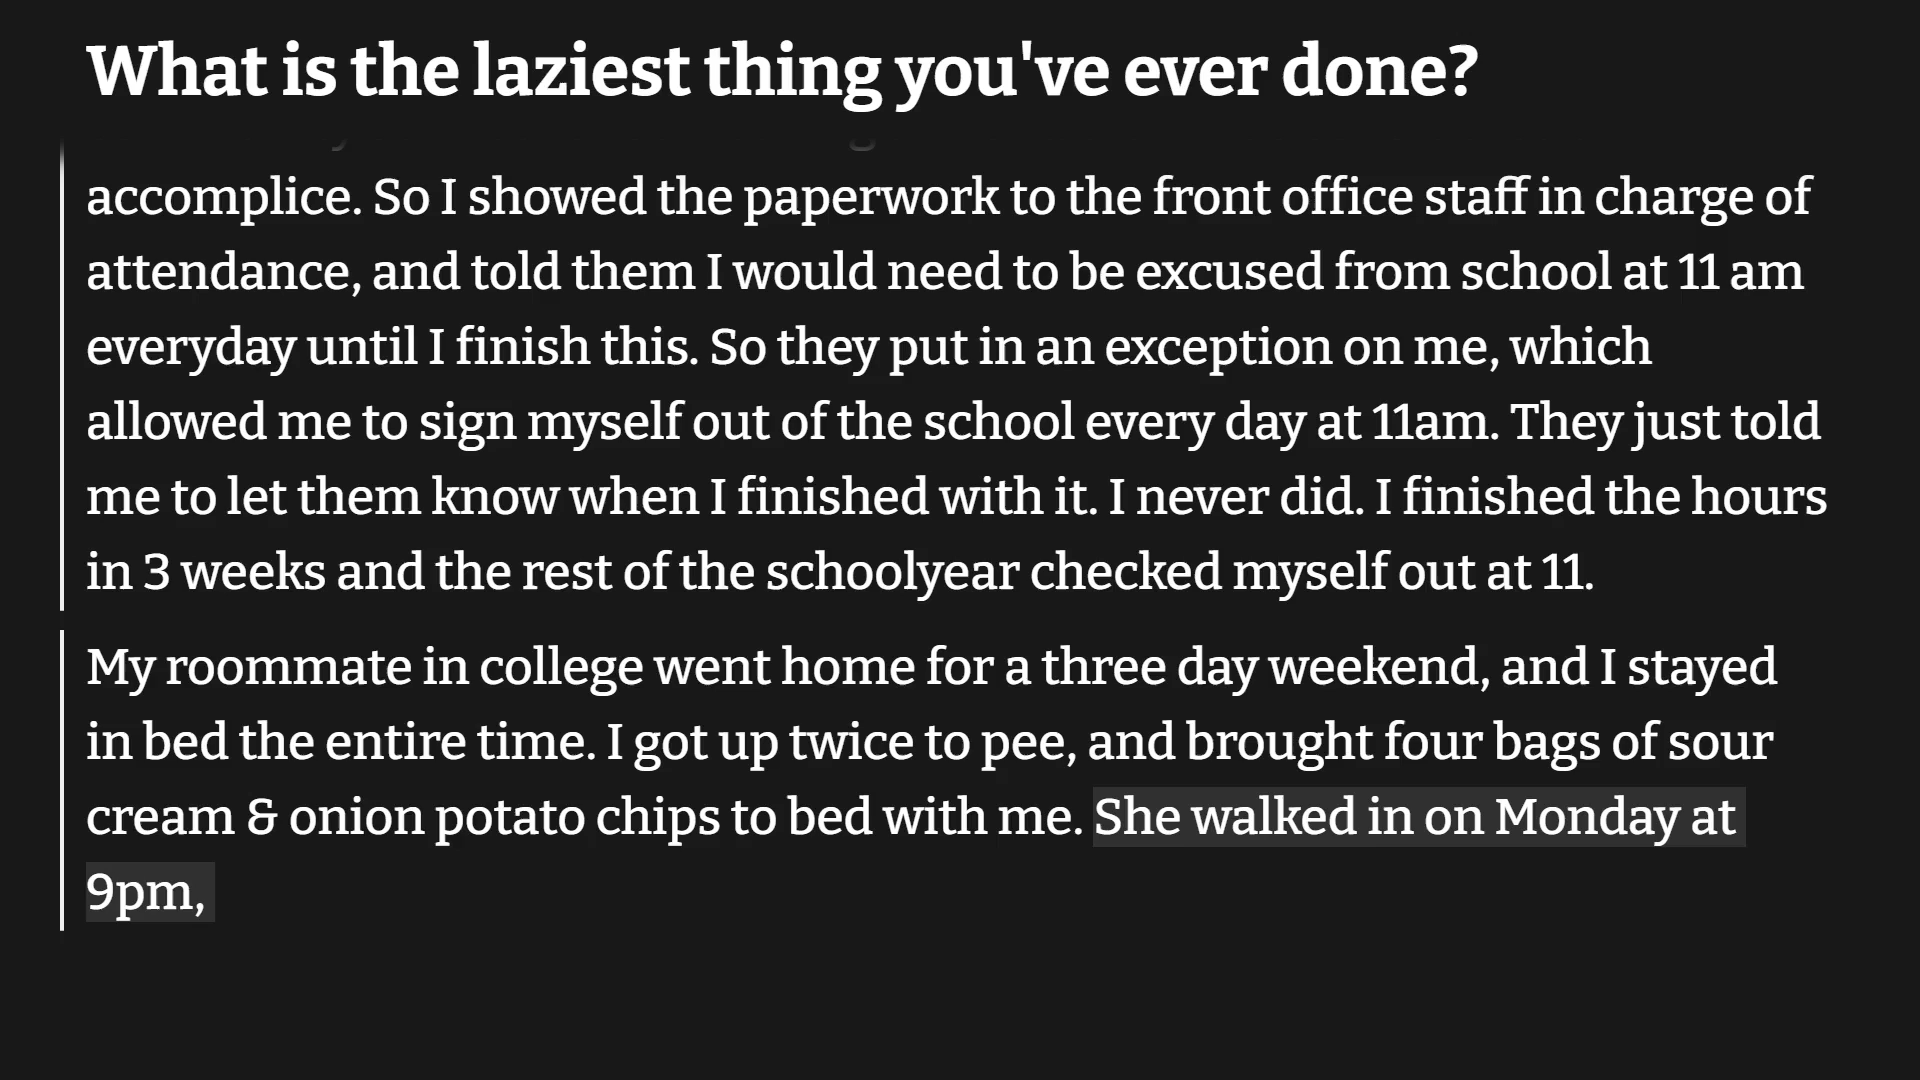 What is the laziest thing you've ever done?
accomplice. So I showed the paperwork to the front office staff in charge of
attendance, and told them I would need to be excused from school at 11 am
everyday until I finish this. So they put in an exception on me, which
allowed me to sign myself out of the school every day at 11am. They just told
me to let them know when I finished with it. I never did. I finished the hours
in 3 weeks and the rest of the schoolyear checked myself out at 11.
My roommate in college went home for a three day weekend, and I stayed
in bed the entire time. I got up twice to pee, and brought four bags of sour
cream & onion potato chips to bed with me. She walked in on Monday at
9pm,